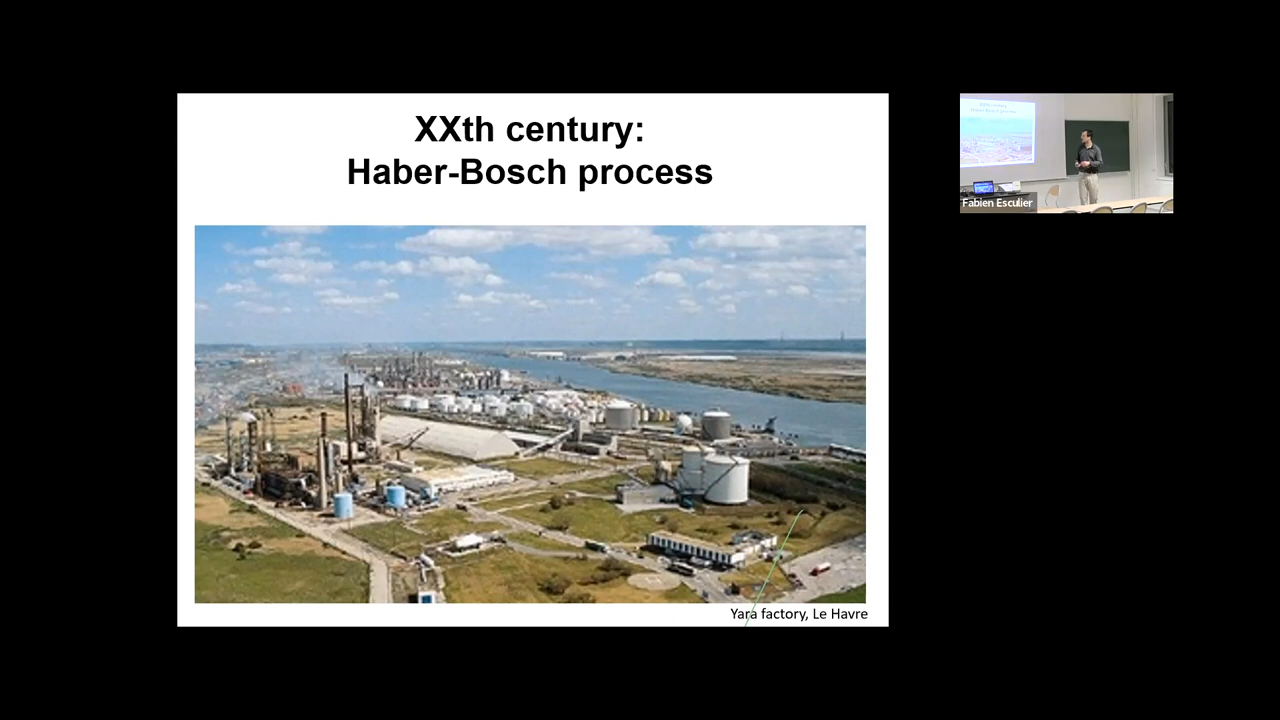 XXth century:
Haber-Bosch process
Yara factory, Le Havre
Fabien Esculier